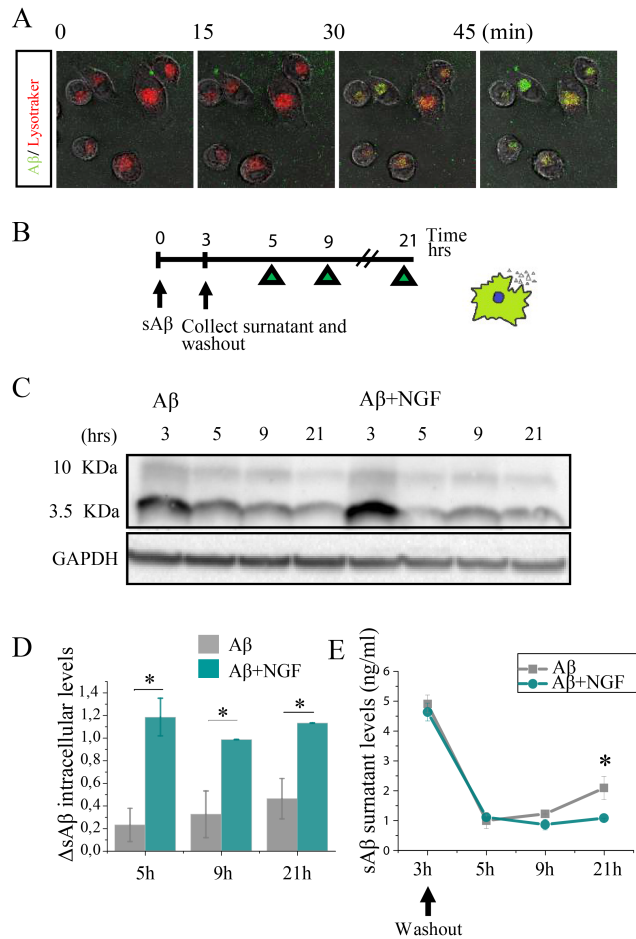 A
0 15 30 45 (min)
Aβ/ Lysotraker
B
0 3 5 9 21 Time
hrs
sAβ
Collect surnatant and
washout
C
Aβ Aβ+NGF
(hrs) 3 5 9 21 3 5 9 21
10 KDa
3.5 KDa
GAPDH
D
Aβ
Aβ+NGF
ΔsAβ intracellular levels
1,4
1,2
1,0
0,8
0,6
0,4
0,2
0,0
* * *
5h 9h 21h
E
Aβ
Aβ+NGF
sAβ surnatant levels (ng/ml)
6
5
4
3
2
1
0
*
3h 5h 9h 21h
Washout